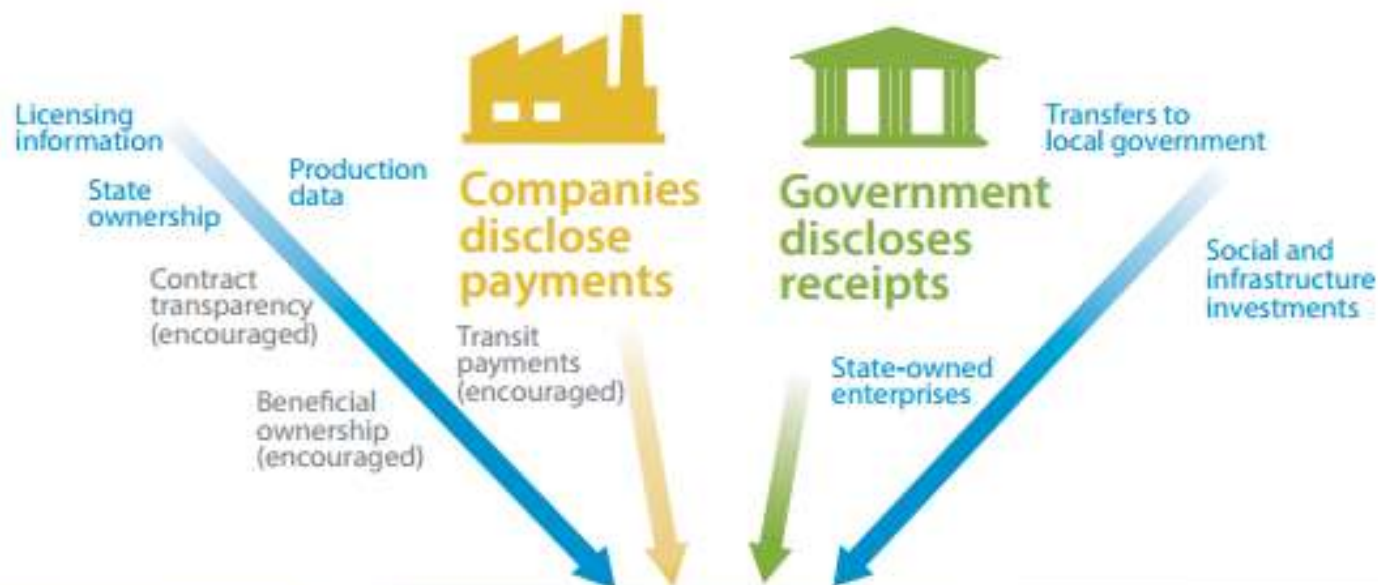 Licensing
information
State
ownership
Production
data
Contract
transparency
(encouraged)
Beneficial
ownership
(encouraged)
Companies
disclose
payments
Transit
payments
(encouraged)
Government
discloses
receipts
State-owned
enterprises
Transfers to
local government
Social and
infrastructure
investments